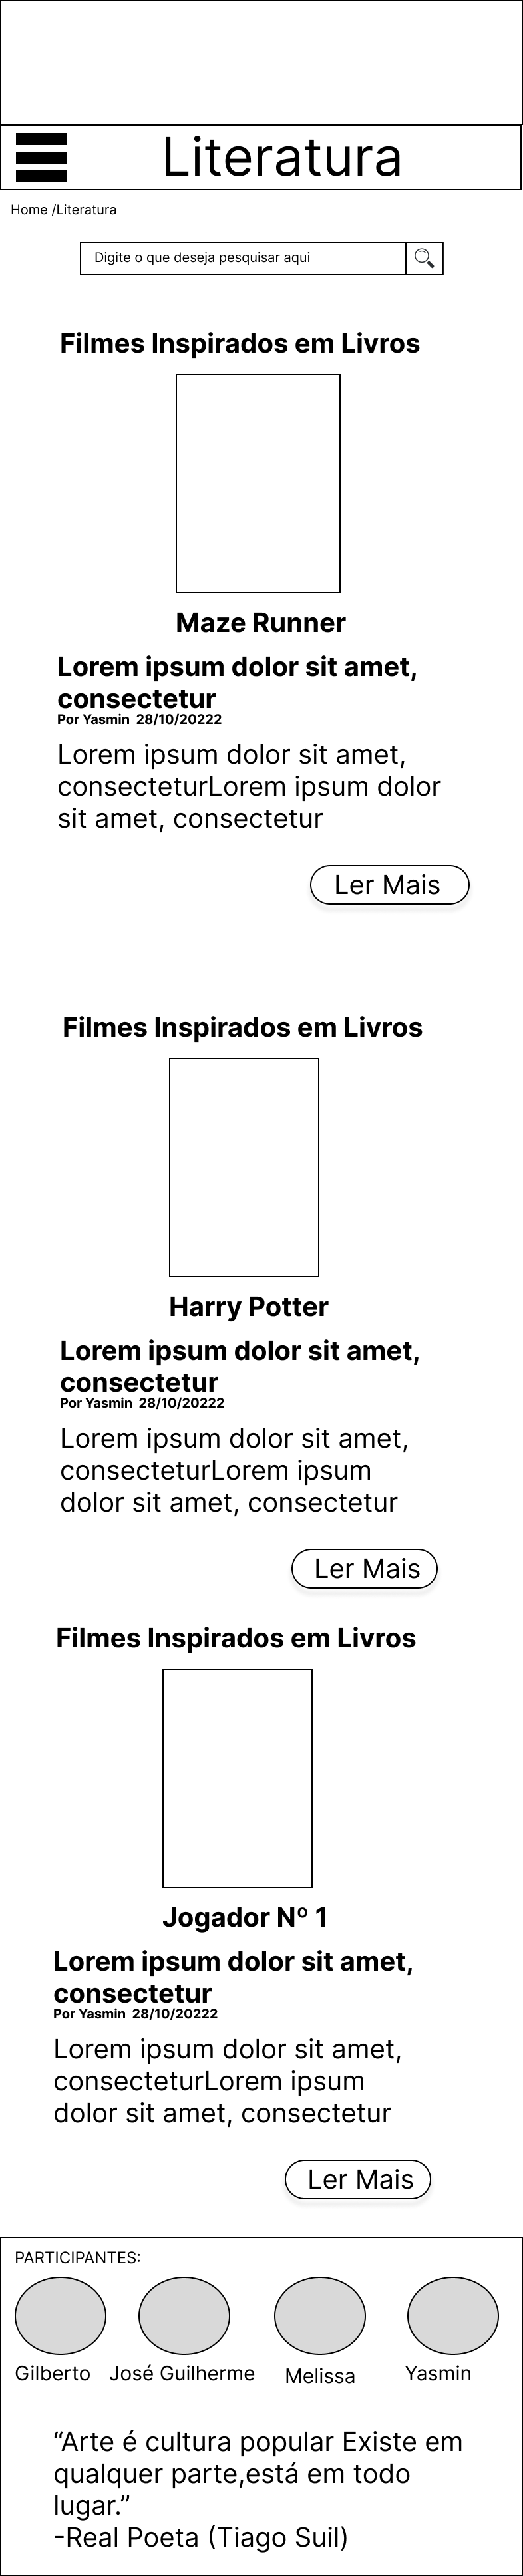 Literatura
Home /Literatura
Digite o que deseja pesquisar aqui
Filmes Inspirados em Livros
Maze Runner
Lorem ipsum dolor sit amet,
consectetur
Por Yasmin 28/10/20222
Lorem ipsum dolor sit amet,
consecteturLorem ipsum dolor
sit amet, consectetur
Ler Mais
Filmes Inspirados em Livros
Harry Potter
Lorem ipsum dolor sit amet,
consectetur
Por Yasmin 28/10/20222
Lorem ipsum dolor sit amet,
consecteturLorem ipsum
dolor sit amet, consectetur
Ler Mais
Filmes Inspirados em Livros
Jogador Nº 1
Lorem ipsum dolor sit amet,
consectetur
Por Yasmin 28/10/20222
Lorem ipsum dolor sit amet,
consecteturLorem ipsum
dolor sit amet, consectetur
Ler Mais
PARTICIPANTES:
Gilberto José Guilherme Melissa Yasmin
“Arte é cultura popular Existe em
qualquer parte,está em todo
lugar.”
-Real Poeta (Tiago Suil)